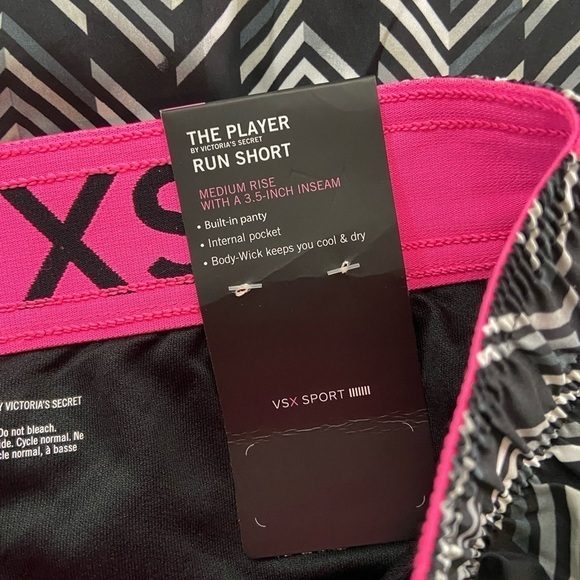 THE PLAYER
BY VICTORIA'S SECRET
RUN SHORT
MEDIUM RISE
WITH A 3.5-INCH INSEAM
• Built-in panty
• Internal pocket
• Body-Wick keeps you cool & dry
VSX SPORT
XS
BY VICTORIA'S SECRET
Do not bleach.
Cycle normal. Ne
normal, à basse